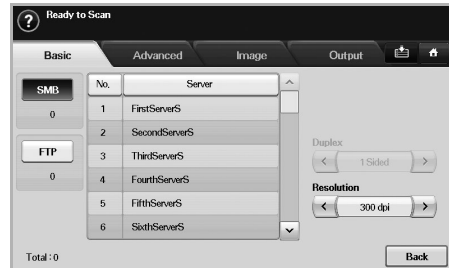 Ready to Scan
Basic
Advanced
Image
Output
SMB
0
FTP
0
No. Server
1 FirstServerS
2 SecondServerS
3 ThirdServerS
4 FourthServerS
5 FifthServerS
6 SixthServerS
Duplex
1 Sided
Resolution
300 dpi
Total : 0
Back